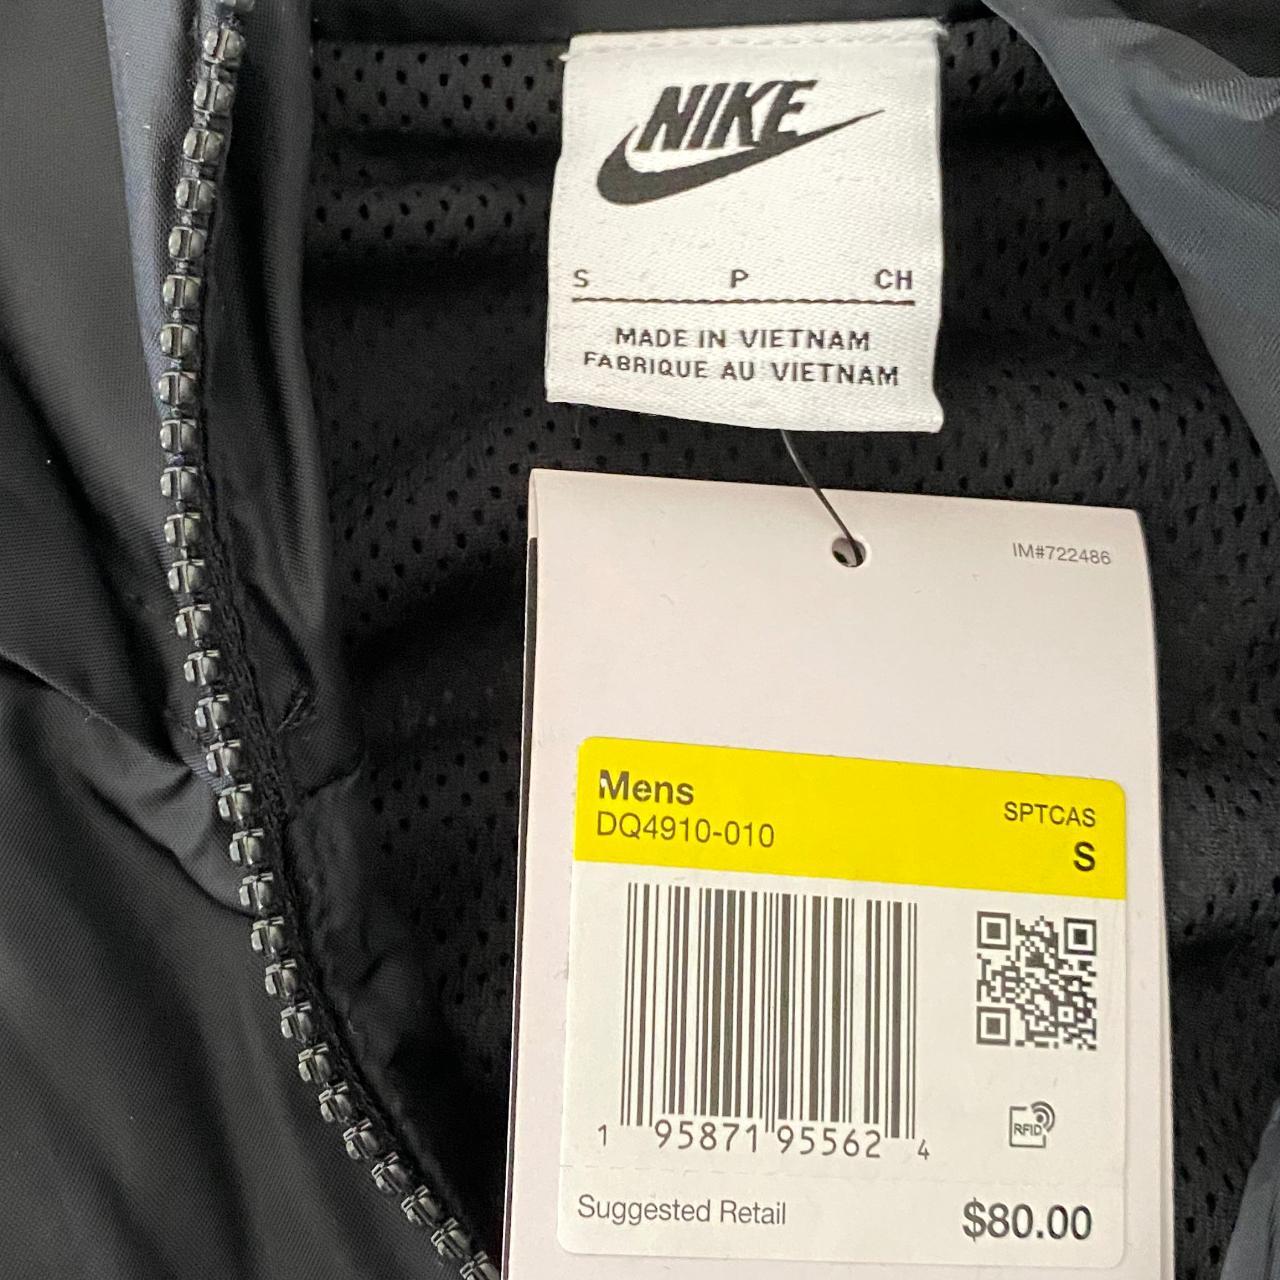 NIKE
S P CH
MADE IN VIETNAM
FABRIQUE AU VIETNAM
IM#722486
Mens
DQ4910-010
SPTCAS
S
1 95871 95562 4
RFID
Suggested Retail $80.00